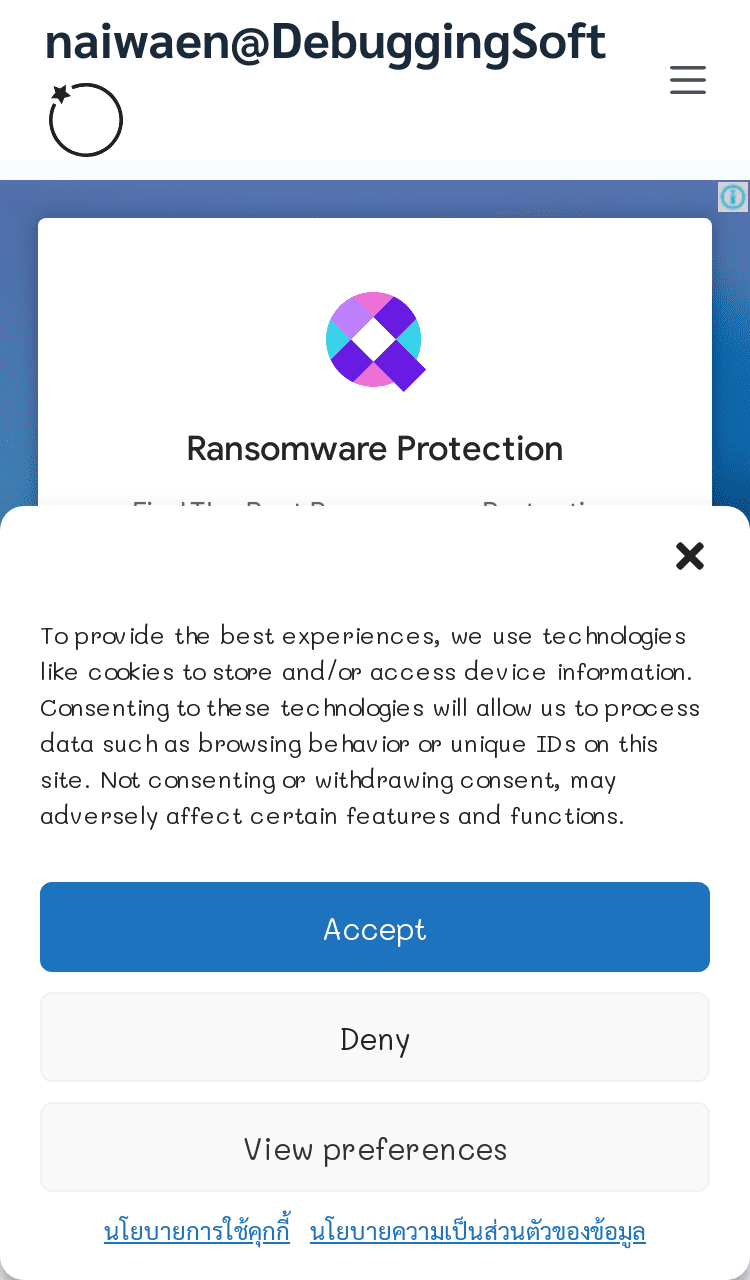 naiwaen@DebuggingSoft
Ransomware Protection
To provide the best experiences, we use technologies
like cookies to store and/or access device information.
Consenting to these technologies will allow us to process
data such as browsing behavior or unique IDs on this
site. Not consenting or withdrawing consent, may
adversely affect certain features and functions.
Accept
Deny
View preferences
นโยบายการใช้คุกกี้ นโยบายความเป็นส่วนตัวของข้อมูล